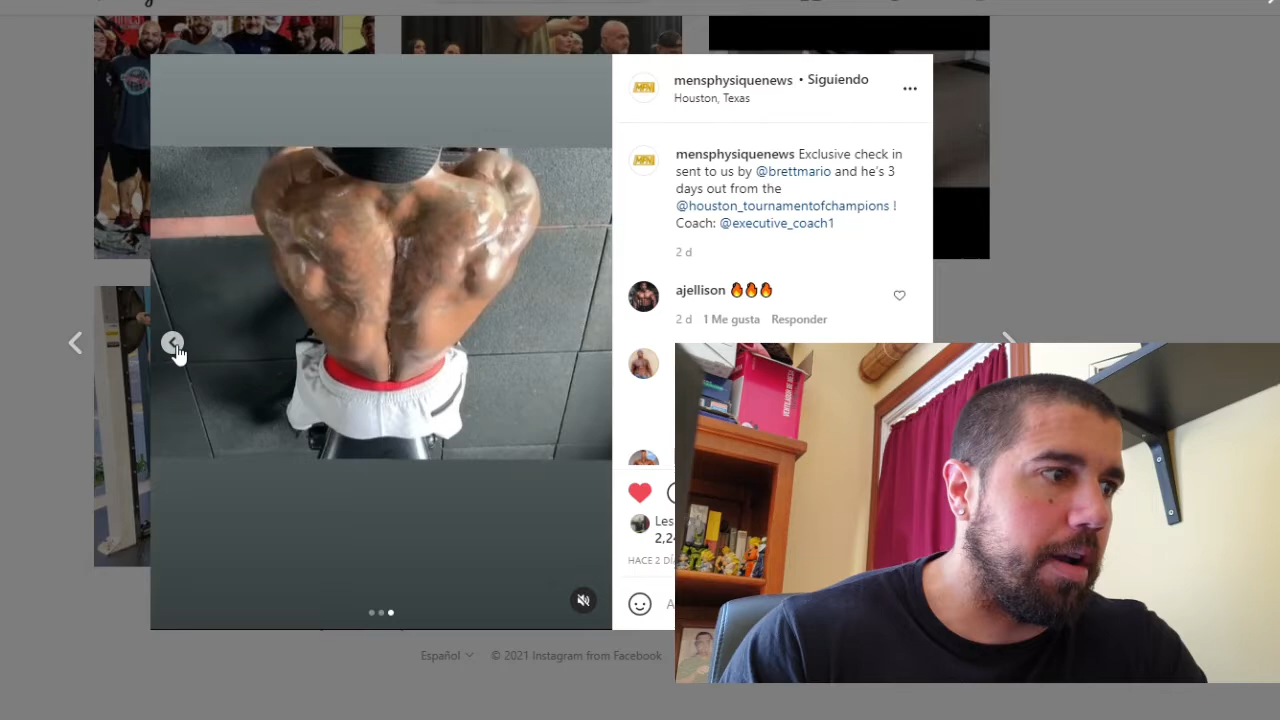 mensphysiquenews • Siguiendo
Houston, Texas
mensphysiquenews Exclusive check in
sent to us by @brettmario and he's 3
days out from the
@houston_tournamentofchampions !
Coach: @executive_coach1
2 d
ajellison 🔥🔥🔥
2 d 1 Me gusta Responder
Les
HACE 2 DÍ
Español © 2021 Instagram from Facebook